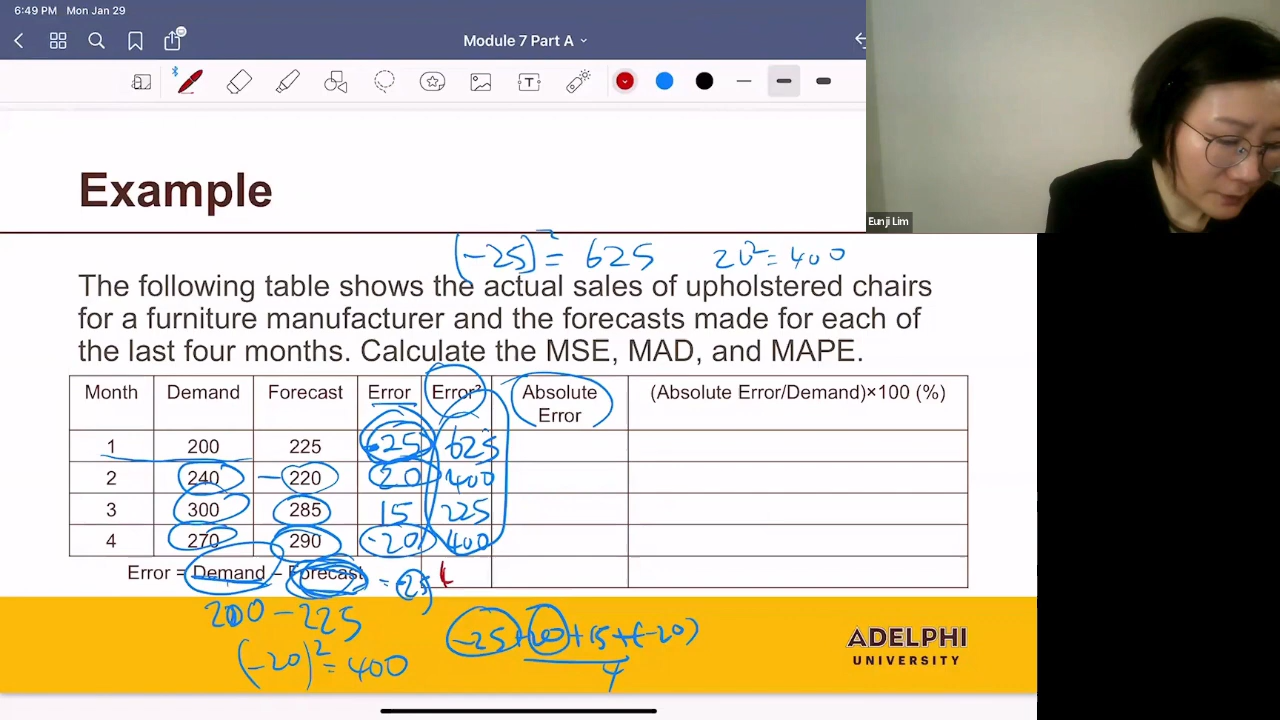 6:49 PM Mon Jan 29
Module 7 Part A
T
Eunji Lim
Example
(-25)² = 625 20² = 400
The following table shows the actual sales of upholstered chairs
for a furniture manufacturer and the forecasts made for each of
the last four months. Calculate the MSE, MAD, and MAPE.
Month Demand Forecast Error Error² Absolute Error (Absolute Error/Demand)×100 (%)
1 200 225 -25 625
2 240 - 220 20 400
3 300 285 15 225
4 270 290 -20 400
Error = Demand – Forecast = -25
200 - 225
(-20)² = 400
-25 + 20 + 15 + (-20)
4
ADELPHI
UNIVERSITY